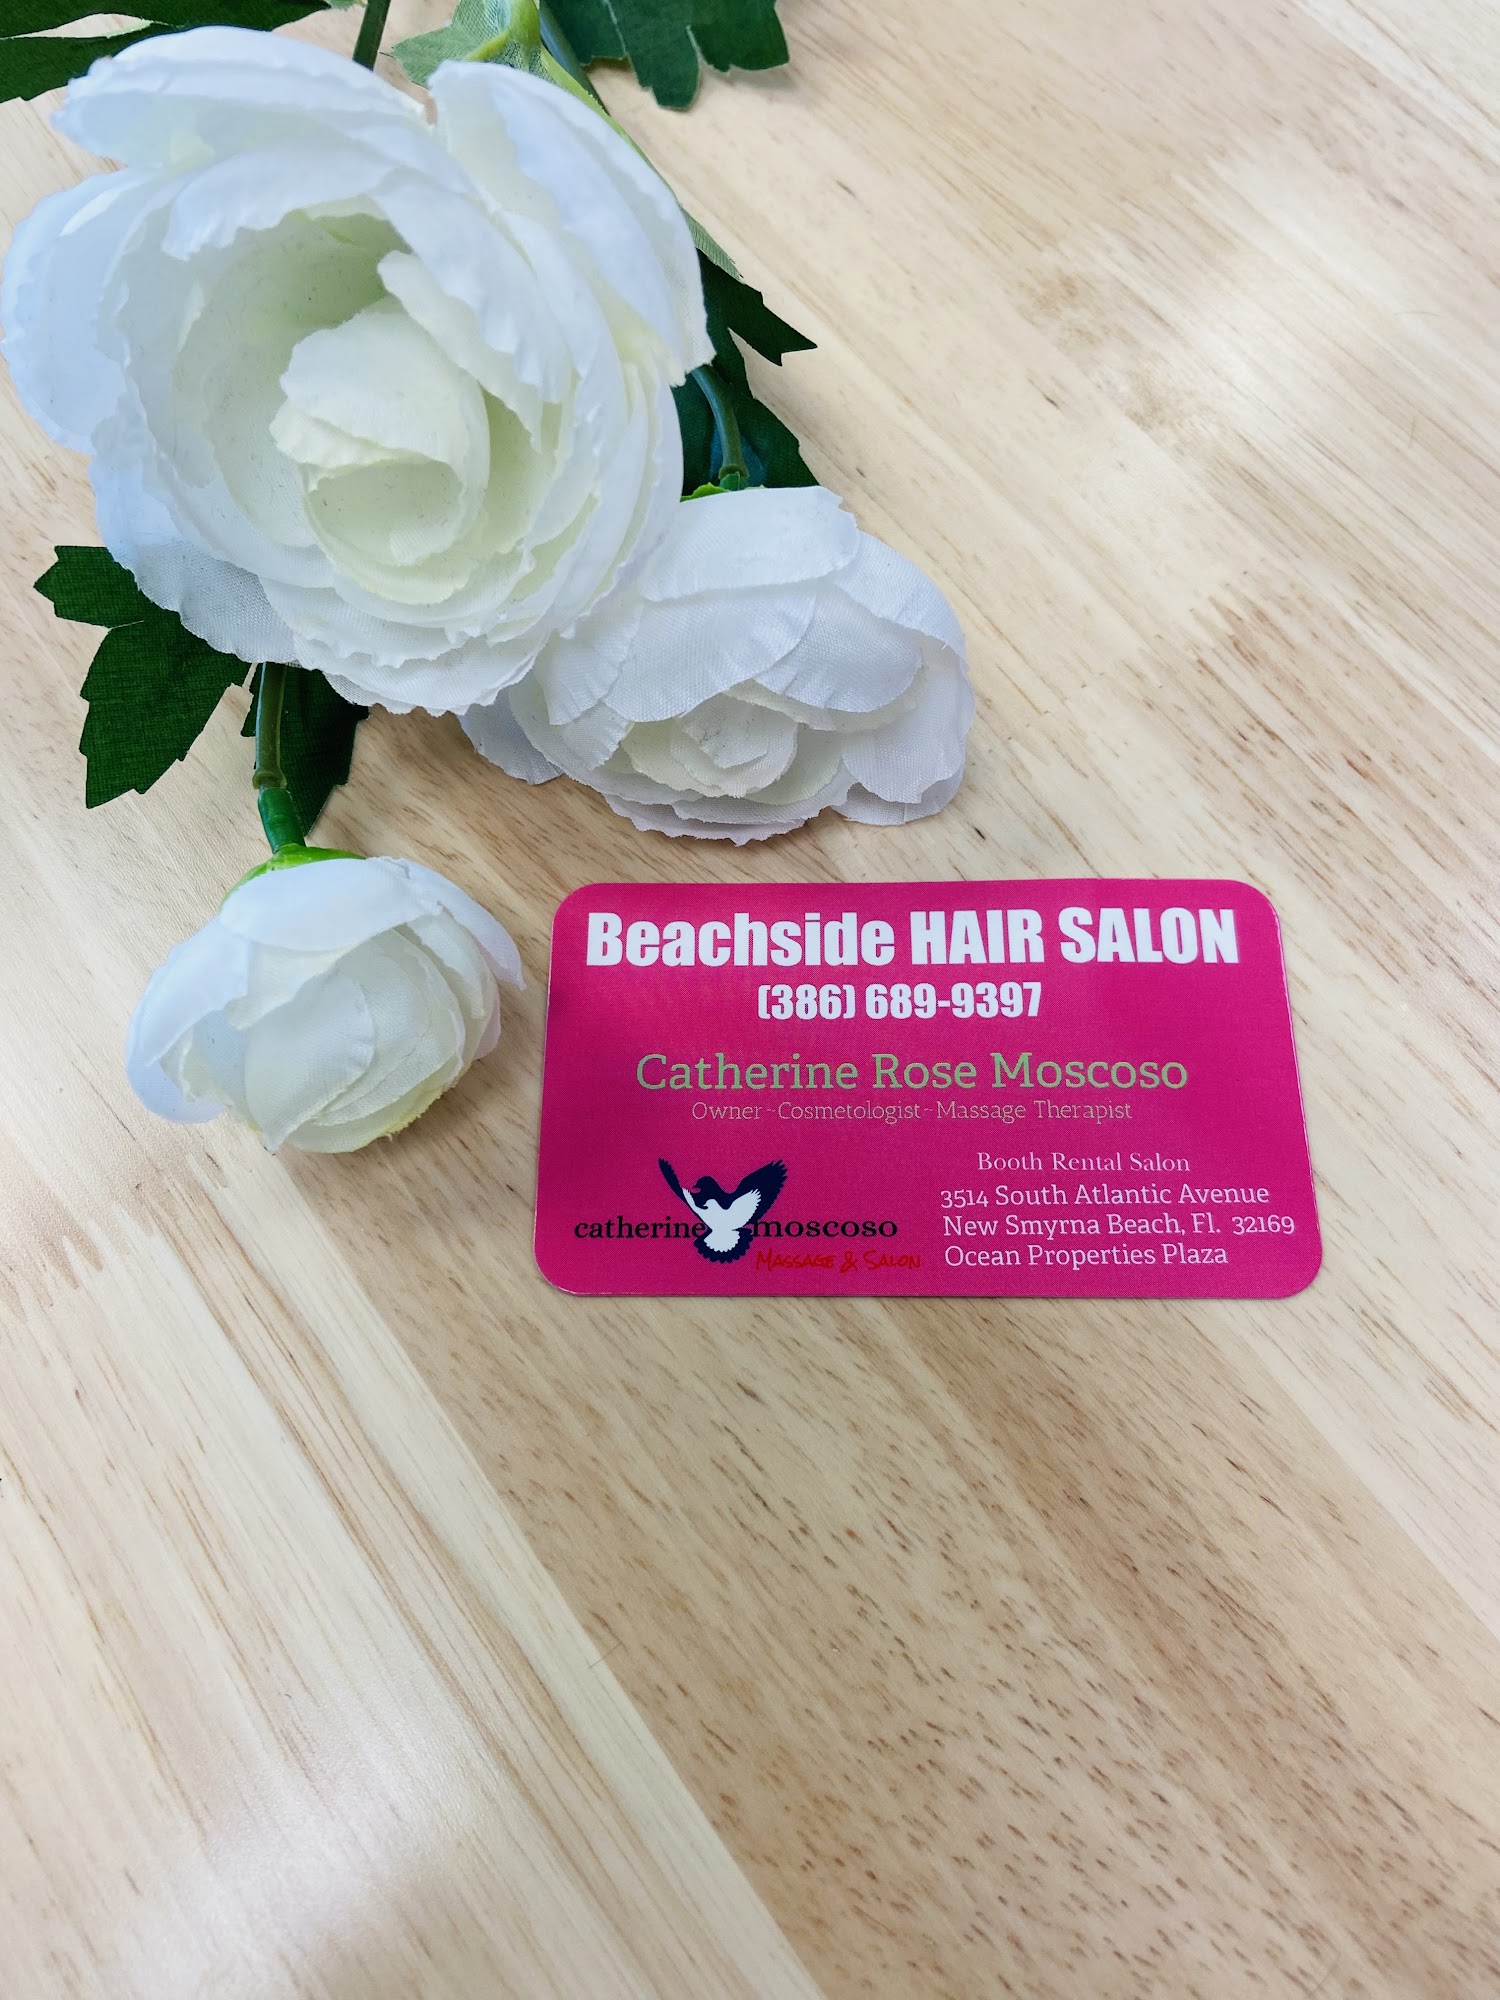 Beachside HAIR SALON
(386) 689-9397
Catherine Rose Moscoso
Owner~Cosmetologist~Massage Therapist
catherine moscoso
Massage & Salon
Booth Rental Salon
3514 South Atlantic Avenue
New Smyrna Beach, Fl. 32169
Ocean Properties Plaza